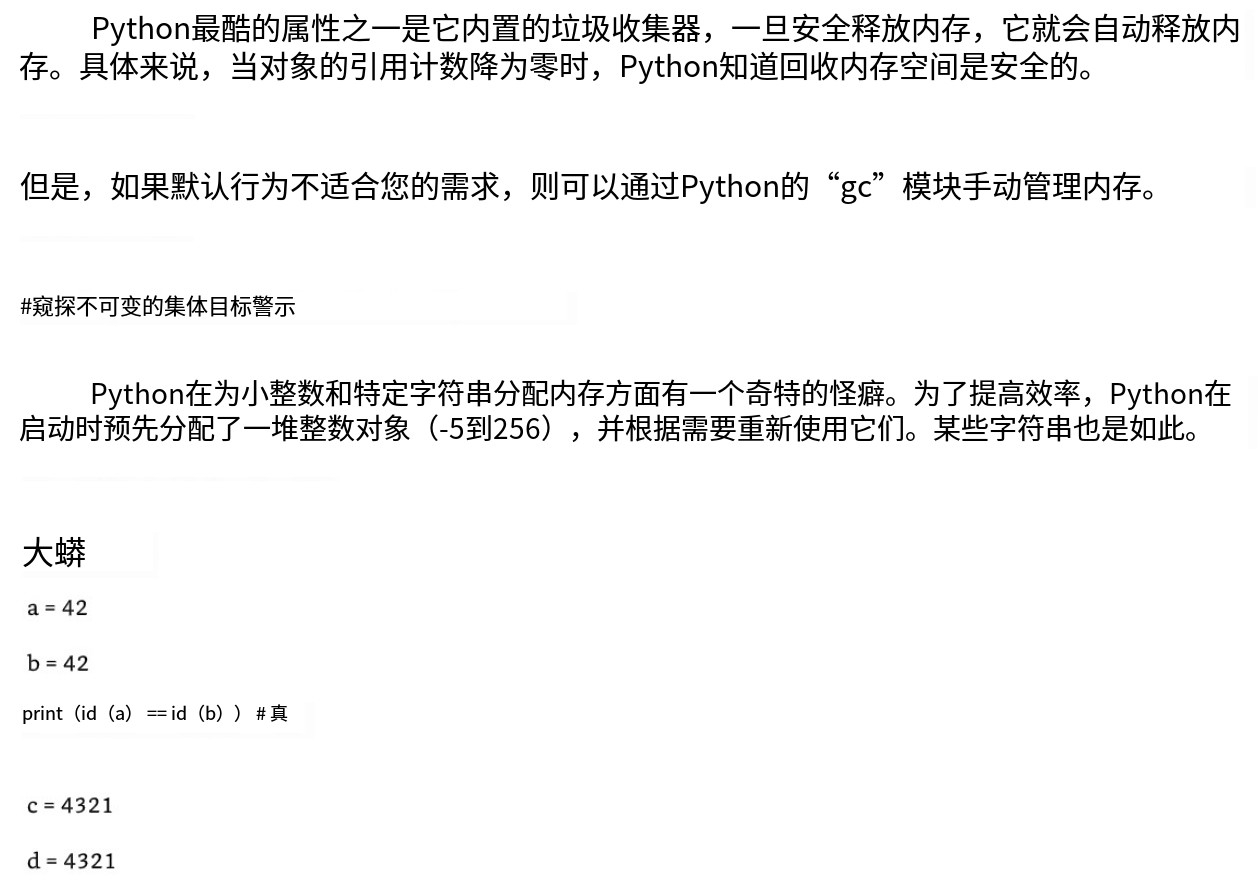 Python最酷的属性之一是它内置的垃圾收集器，一旦安全释放内存，它就会自动释放内
存。具体来说，当对象的引用计数降为零时，Python知道回收内存空间是安全的。
但是，如果默认行为不适合您的需求，则可以通过Python的“gc”模块手动管理内存。
#窥探不可变的集体目标警示
Python在为小整数和特定字符串分配内存方面有一个奇特的怪癖。为了提高效率，Python在
启动时预先分配了一堆整数对象（-5到256），并根据需要重新使用它们。某些字符串也是如此。
大蟒
a = 42
b = 42
print（id（a） == id（b）） # 真
c = 4321
d = 4321